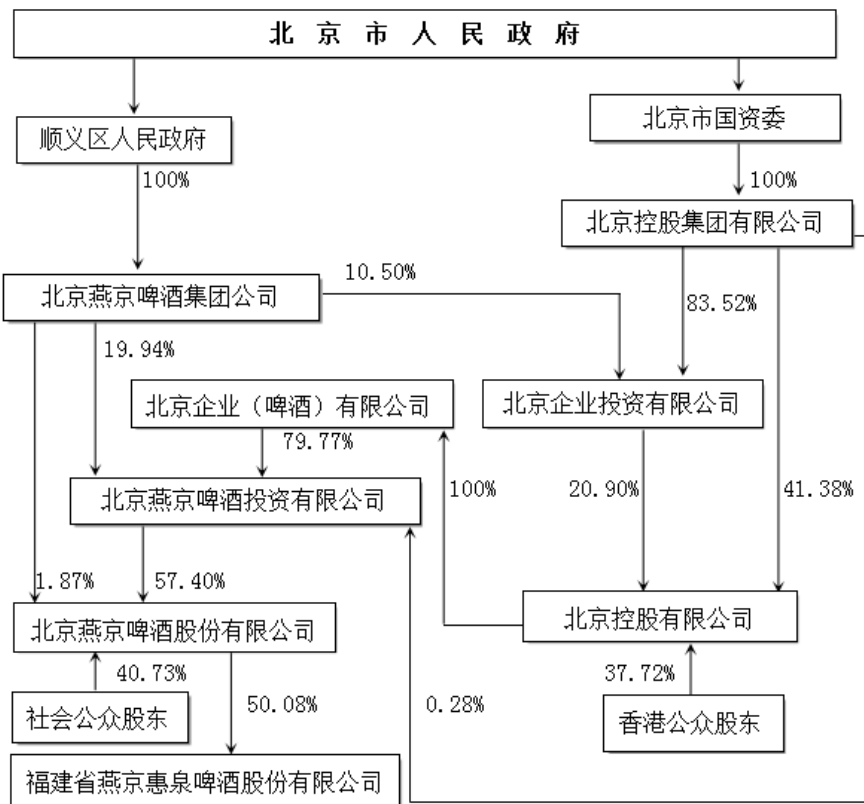 北京市人民政府
北京市国资委
顺义区人民政府
100%
100%
北京控股集团有限公司
10.50%
北京燕京啤酒集团公司
83.52%
19.94%
北京企业（啤酒）有限公司
北京企业投资有限公司
79.77%
北京燕京啤酒投资有限公司
100%
20.90%
41.38%
1.87%
57.40%
北京燕京啤酒股份有限公司
北京控股有限公司
40.73%
37.72%
社会公众股东
50.08%
0.28%
香港公众股东
福建省燕京惠泉啤酒股份有限公司